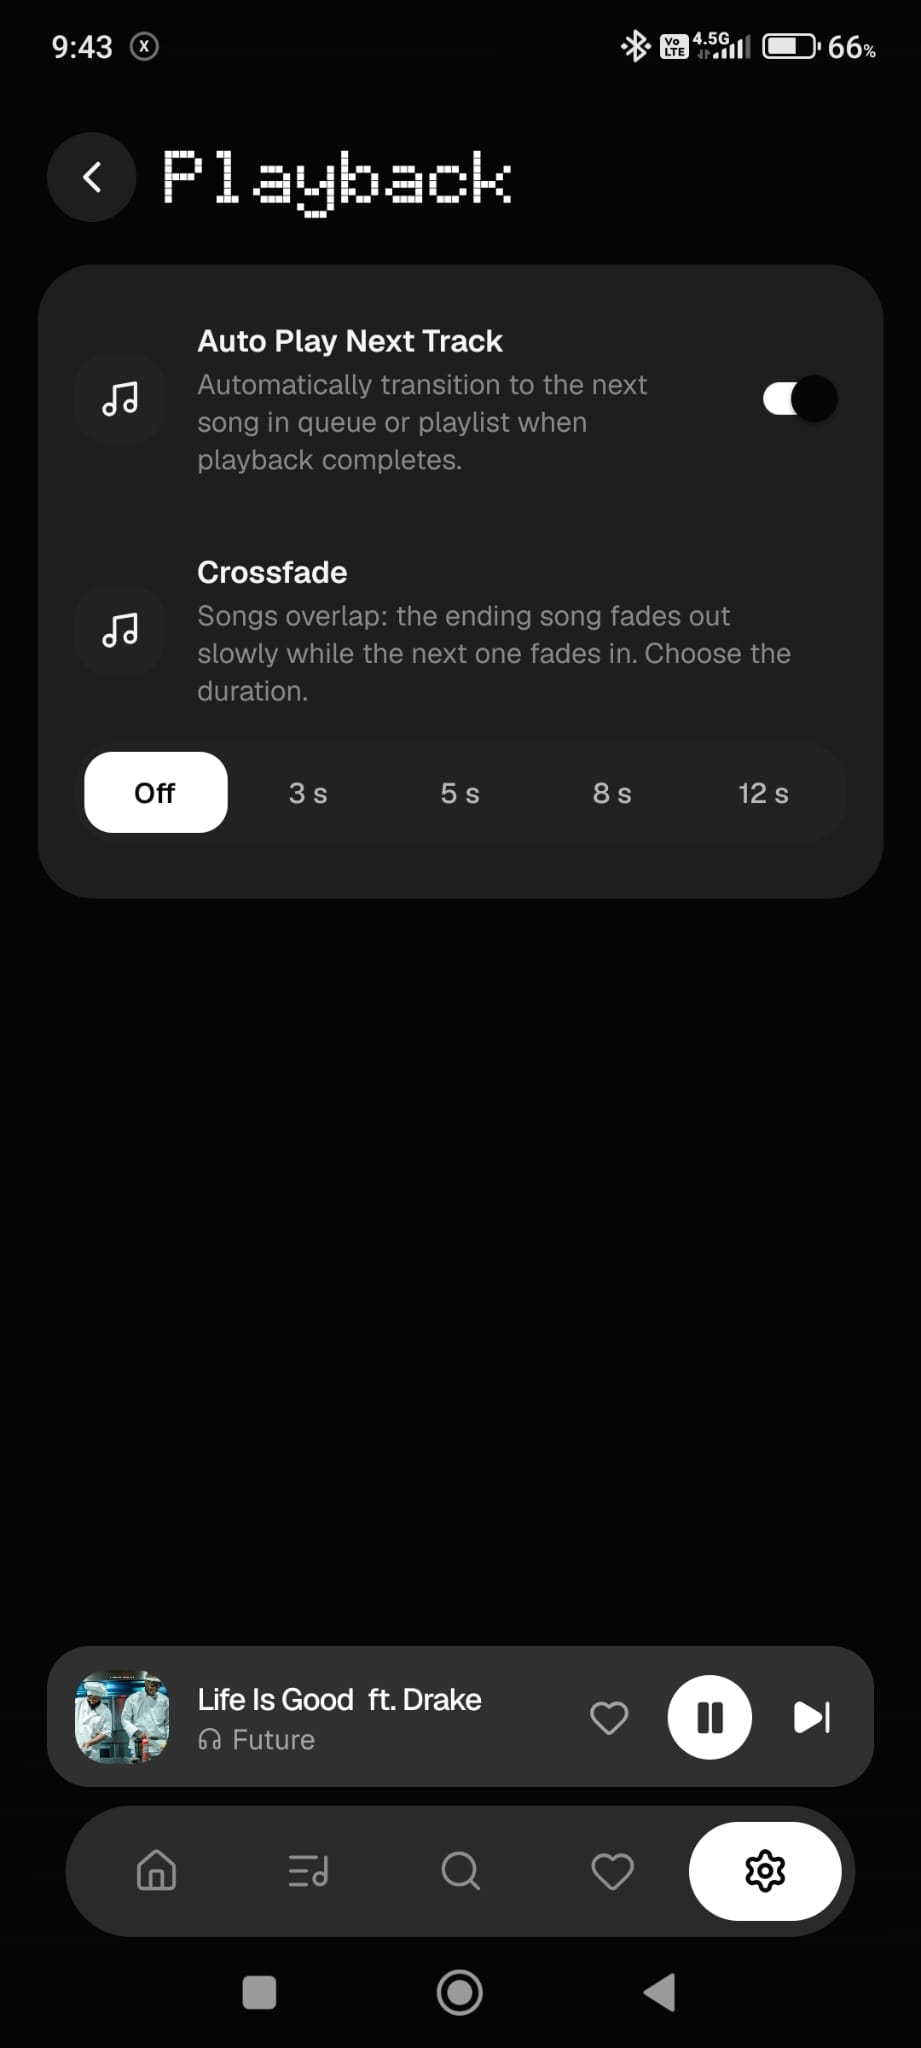 9:43 X VoLTE 4.5G 66%
Playback
Auto Play Next Track
Automatically transition to the next
song in queue or playlist when
playback completes.
Crossfade
Songs overlap: the ending song fades out
slowly while the next one fades in. Choose the
duration.
Off 3 s 5 s 8 s 12 s
Life Is Good ft. Drake
Future